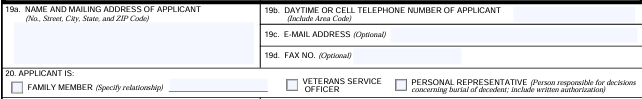 19a. NAME AND MAILING ADDRESS OF APPLICANT
(No., Street, City, State, and ZIP Code)
19b. DAYTIME OR CELL TELEPHONE NUMBER OF APPLICANT
(Include Area Code)
19c. E-MAIL ADDRESS (Optional)
19d. FAX NO. (Optional)
20. APPLICANT IS:
FAMILY MEMBER (Specify relationship)
VETERANS SERVICE
OFFICER
PERSONAL REPRESENTATIVE (Person responsible for decisions
concerning burial of decedent; include written authorization)